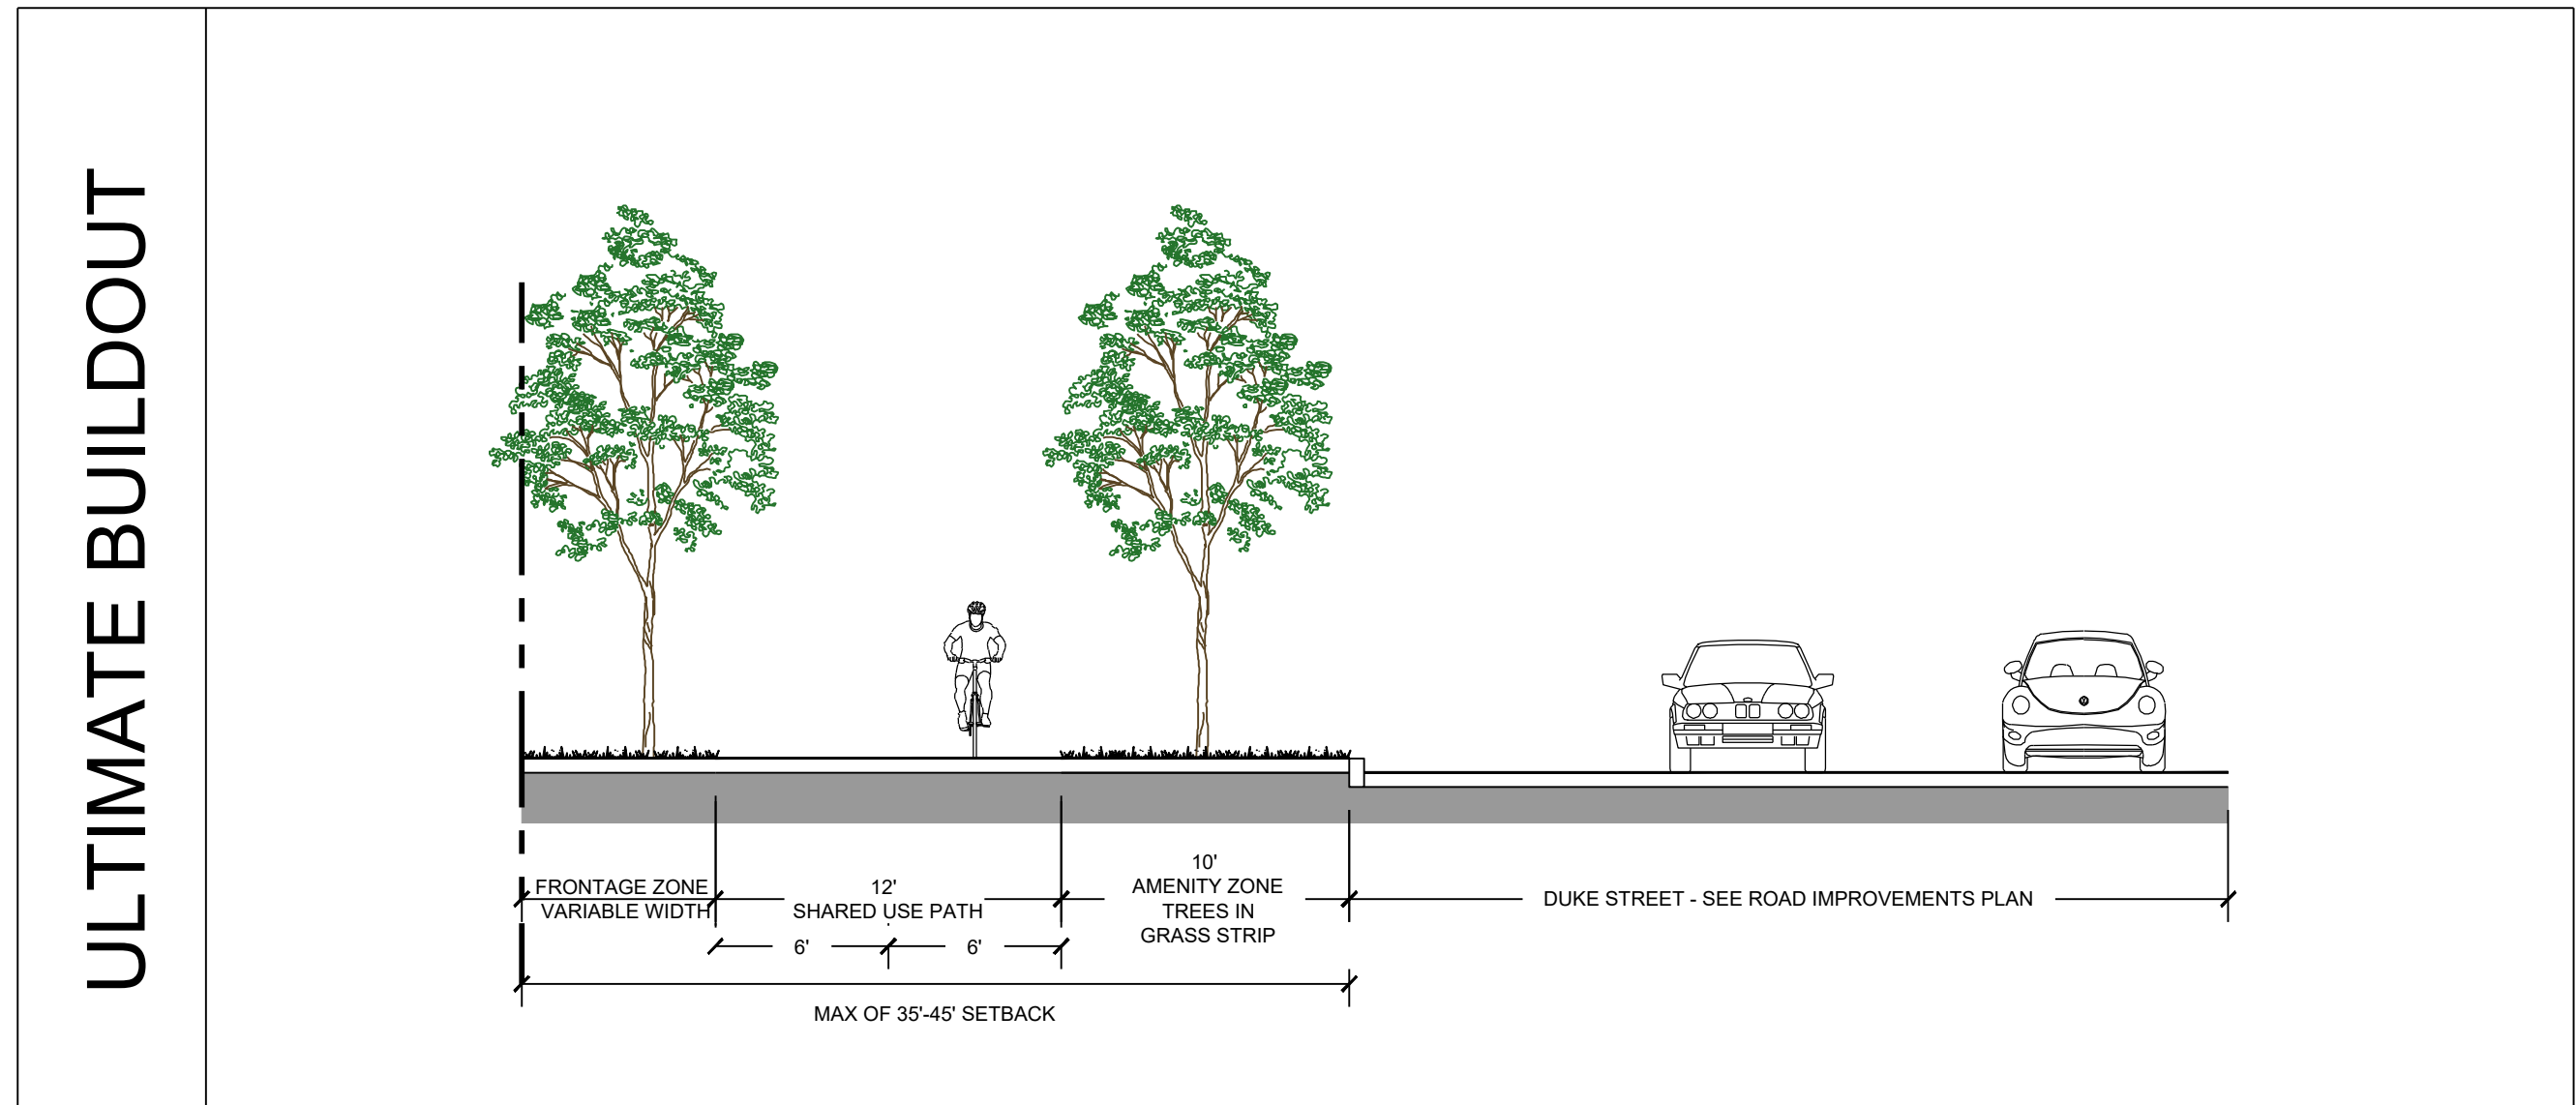 ULTIMATE BUILDOUT
FRONTAGE ZONE
VARIABLE WIDTH
12'
SHARED USE PATH
6'
6'
10'
AMENITY ZONE
TREES IN
GRASS STRIP
DUKE STREET - SEE ROAD IMPROVEMENTS PLAN
MAX OF 35'-45' SETBACK